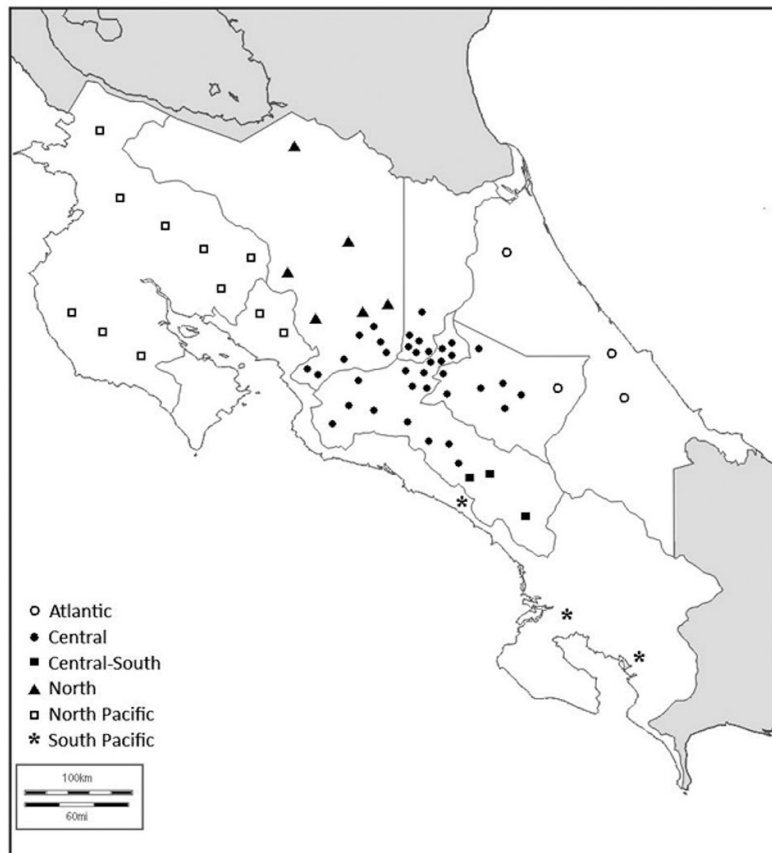 Atlantic
Central
Central-South
North
North Pacific
South Pacific
100km
60mi